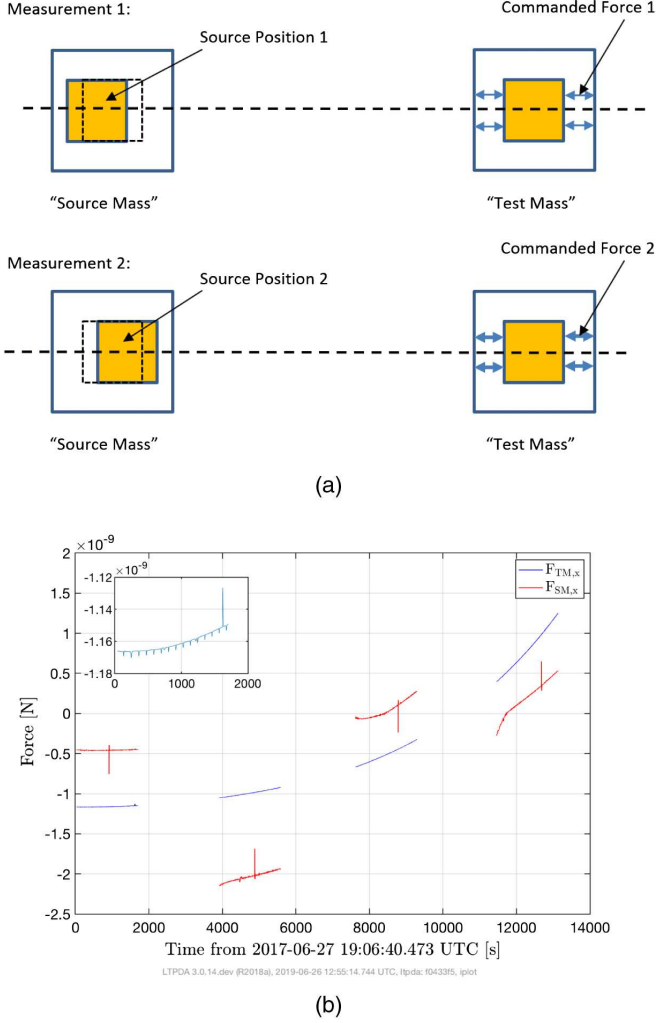 Measurement 1:
Commanded Force 1
Source Position 1
“Source Mass”
“Test Mass”
Measurement 2:
Commanded Force 2
Source Position 2
“Source Mass”
“Test Mass”
(a)
×10⁻⁹
2
1.5
1
0.5
0
-0.5
-1
-1.5
-2
-2.5
Force [N]
×10⁻⁹
-1.12
-1.14
-1.16
-1.18
0 1000 2000
F_TM,x
F_SM,x
0 2000 4000 6000 8000 10000 12000 14000
Time from 2017-06-27 19:06:40.473 UTC [s]
LTPDA 3.0.14.dev (R2018a), 2019-06-26 12:55:14.744 UTC, ltpda: f0433f5, iplot
(b)